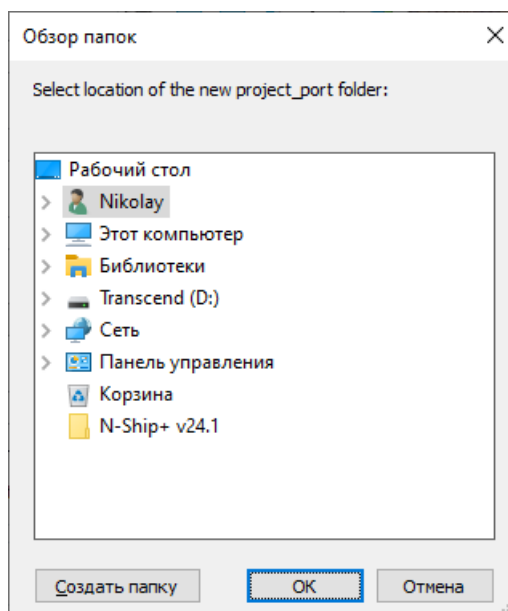 Обзор папок
Select location of the new project_port folder:
Рабочий стол
Nikolay
Этот компьютер
Библиотеки
Transcend (D:)
Сеть
Панель управления
Корзина
N-Ship+ v24.1
Создать папку
ОК
Отмена